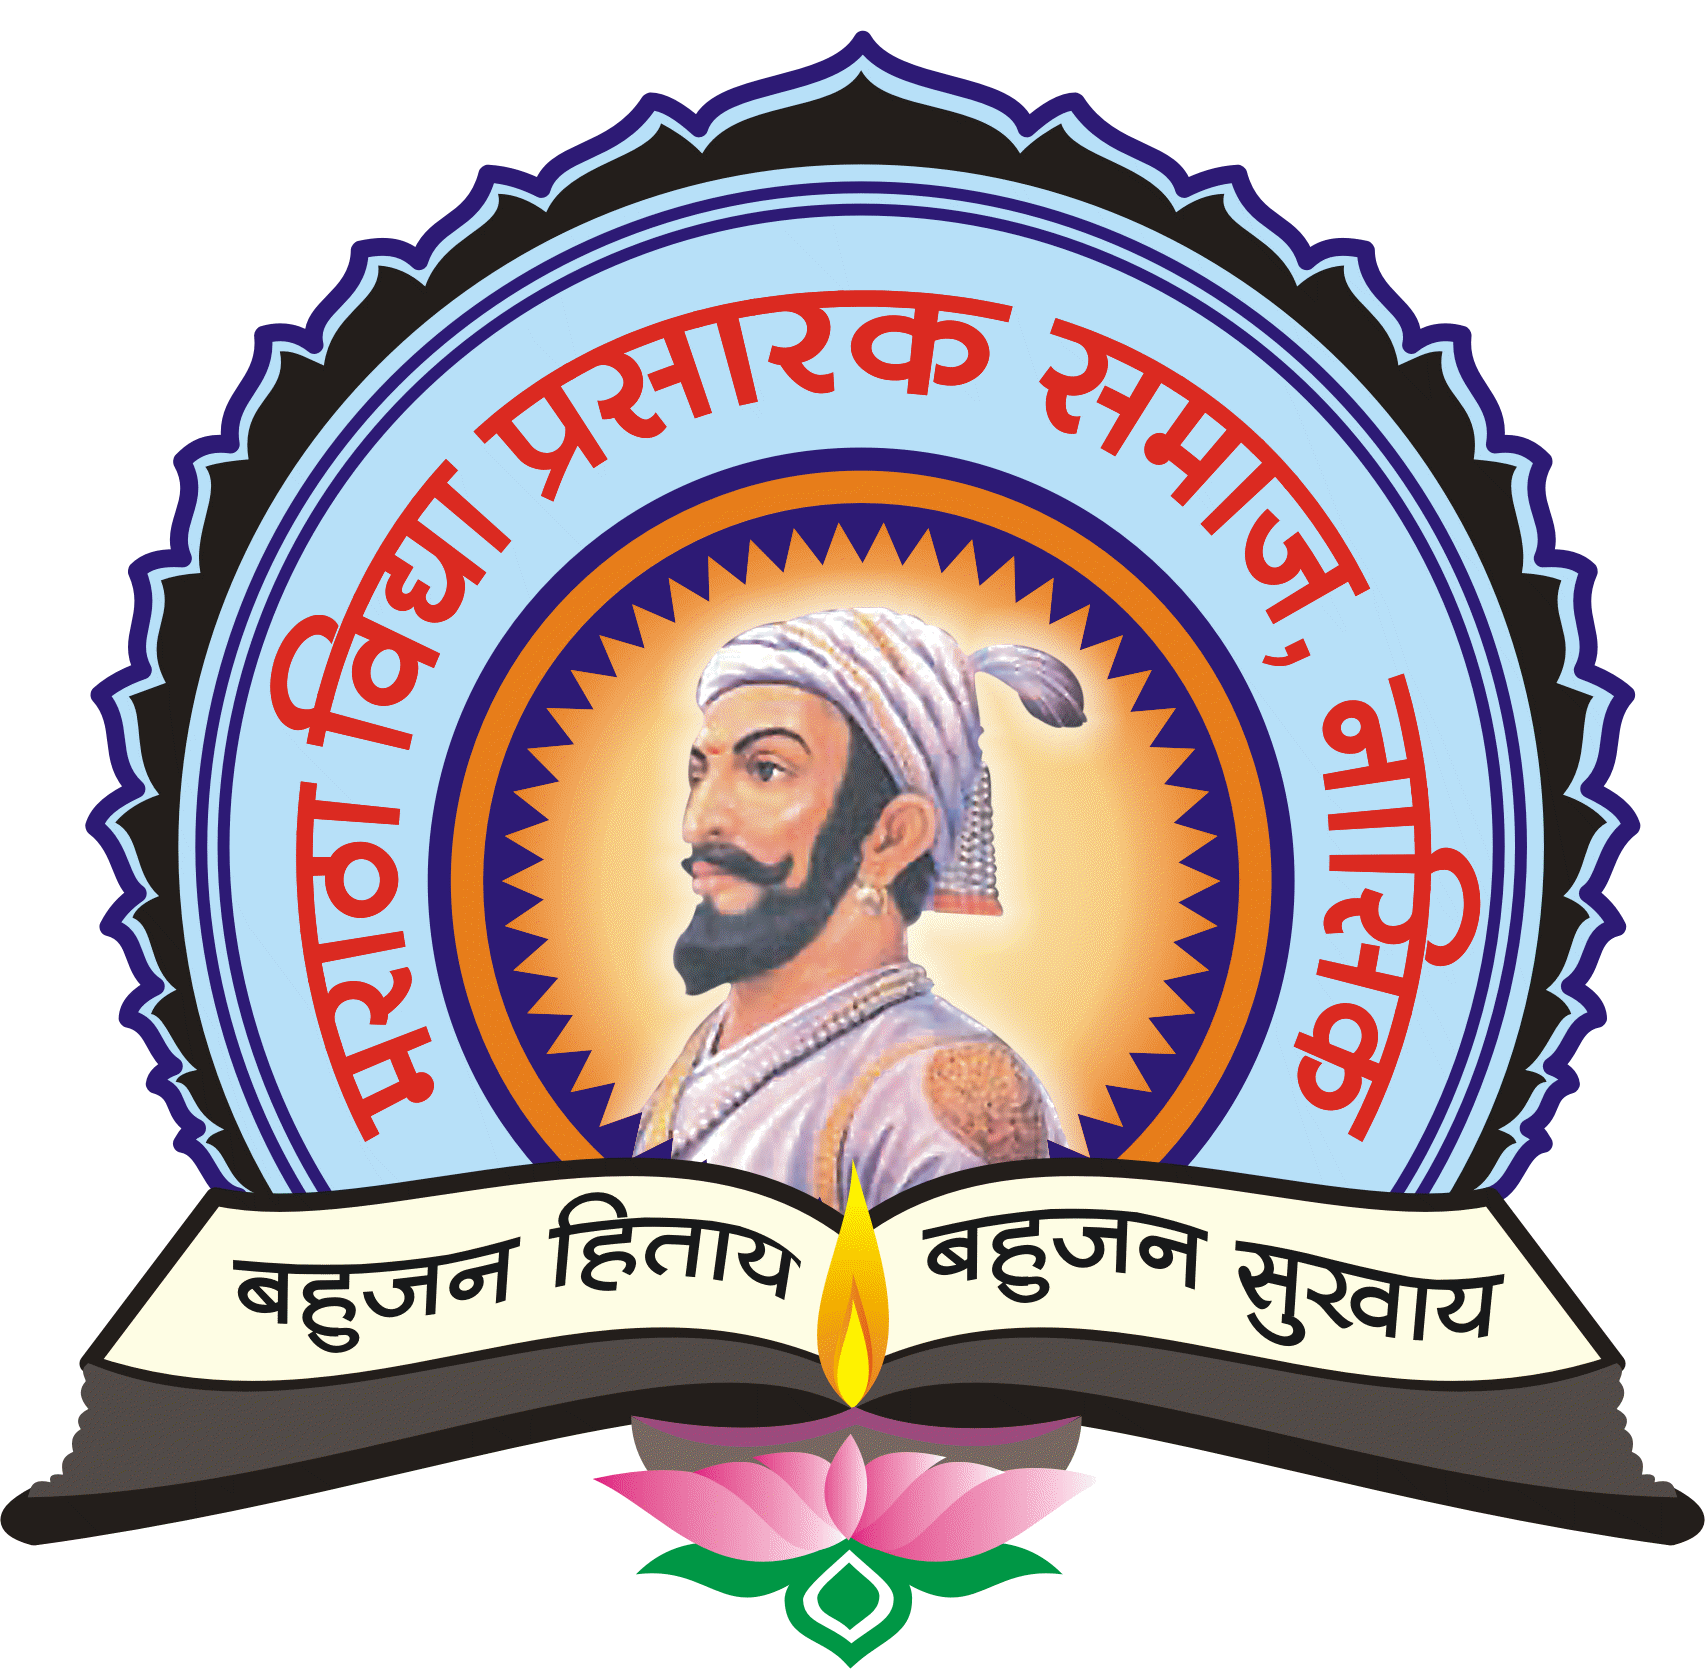 मराठा विद्या प्रसारक समाज, नासिक
बहुजन हिताय बहुजन सुखाय